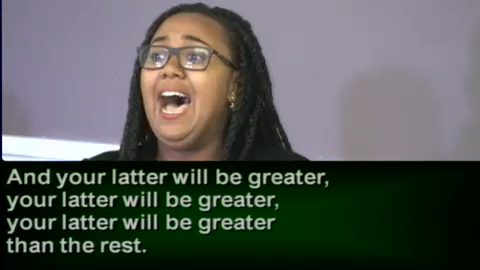 And your latter will be greater,
your latter will be greater,
your latter will be greater
than the rest.